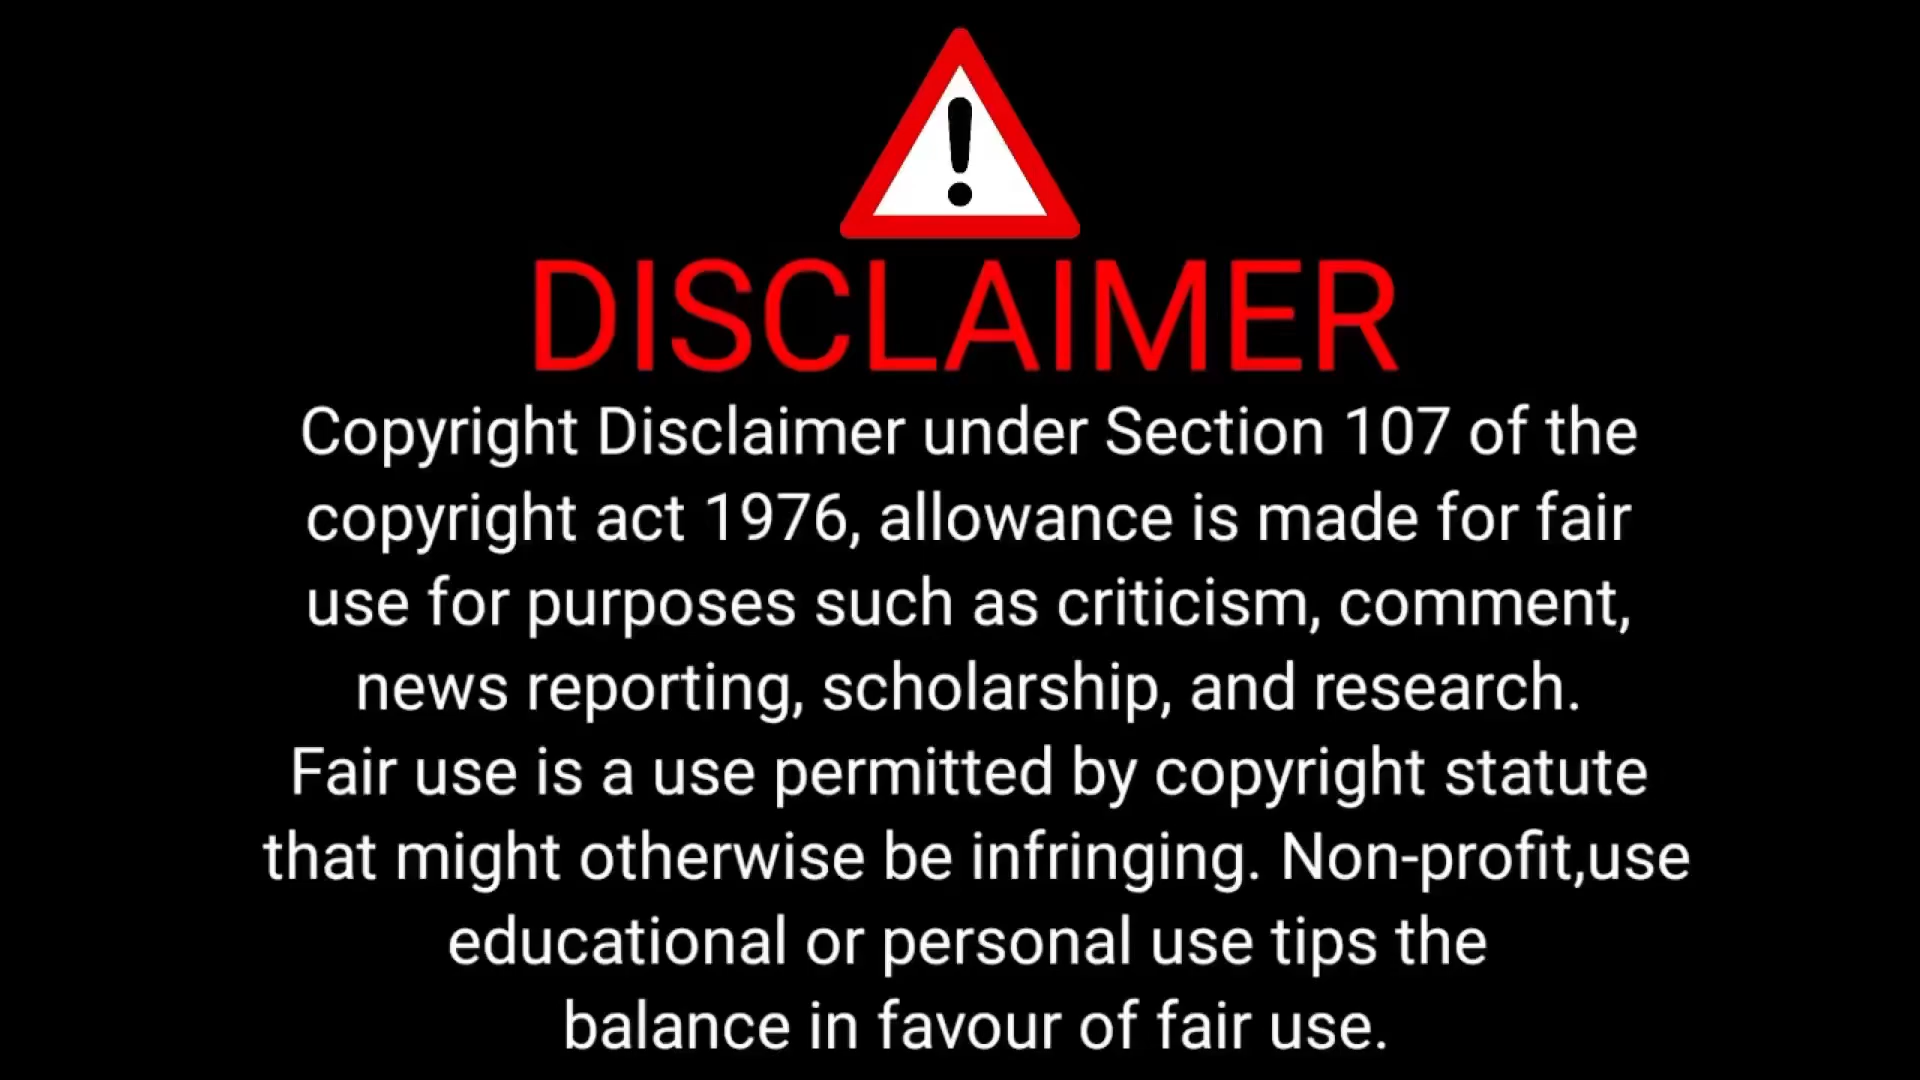 DISCLAIMER
Copyright Disclaimer under Section 107 of the
copyright act 1976, allowance is made for fair
use for purposes such as criticism, comment,
news reporting, scholarship, and research.
Fair use is a use permitted by copyright statute
that might otherwise be infringing. Non-profit,use
educational or personal use tips the
balance in favour of fair use.